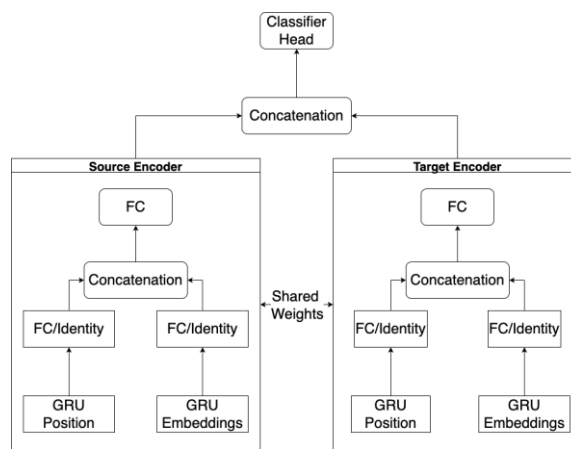 Classifier
Head
Concatenation
Source Encoder
Target Encoder
FC
FC
Concatenation
Shared
Weights
Concatenation
FC/Identity
FC/Identity
FC/Identity
FC/Identity
GRU
Position
GRU
Embeddings
GRU
Position
GRU
Embeddings